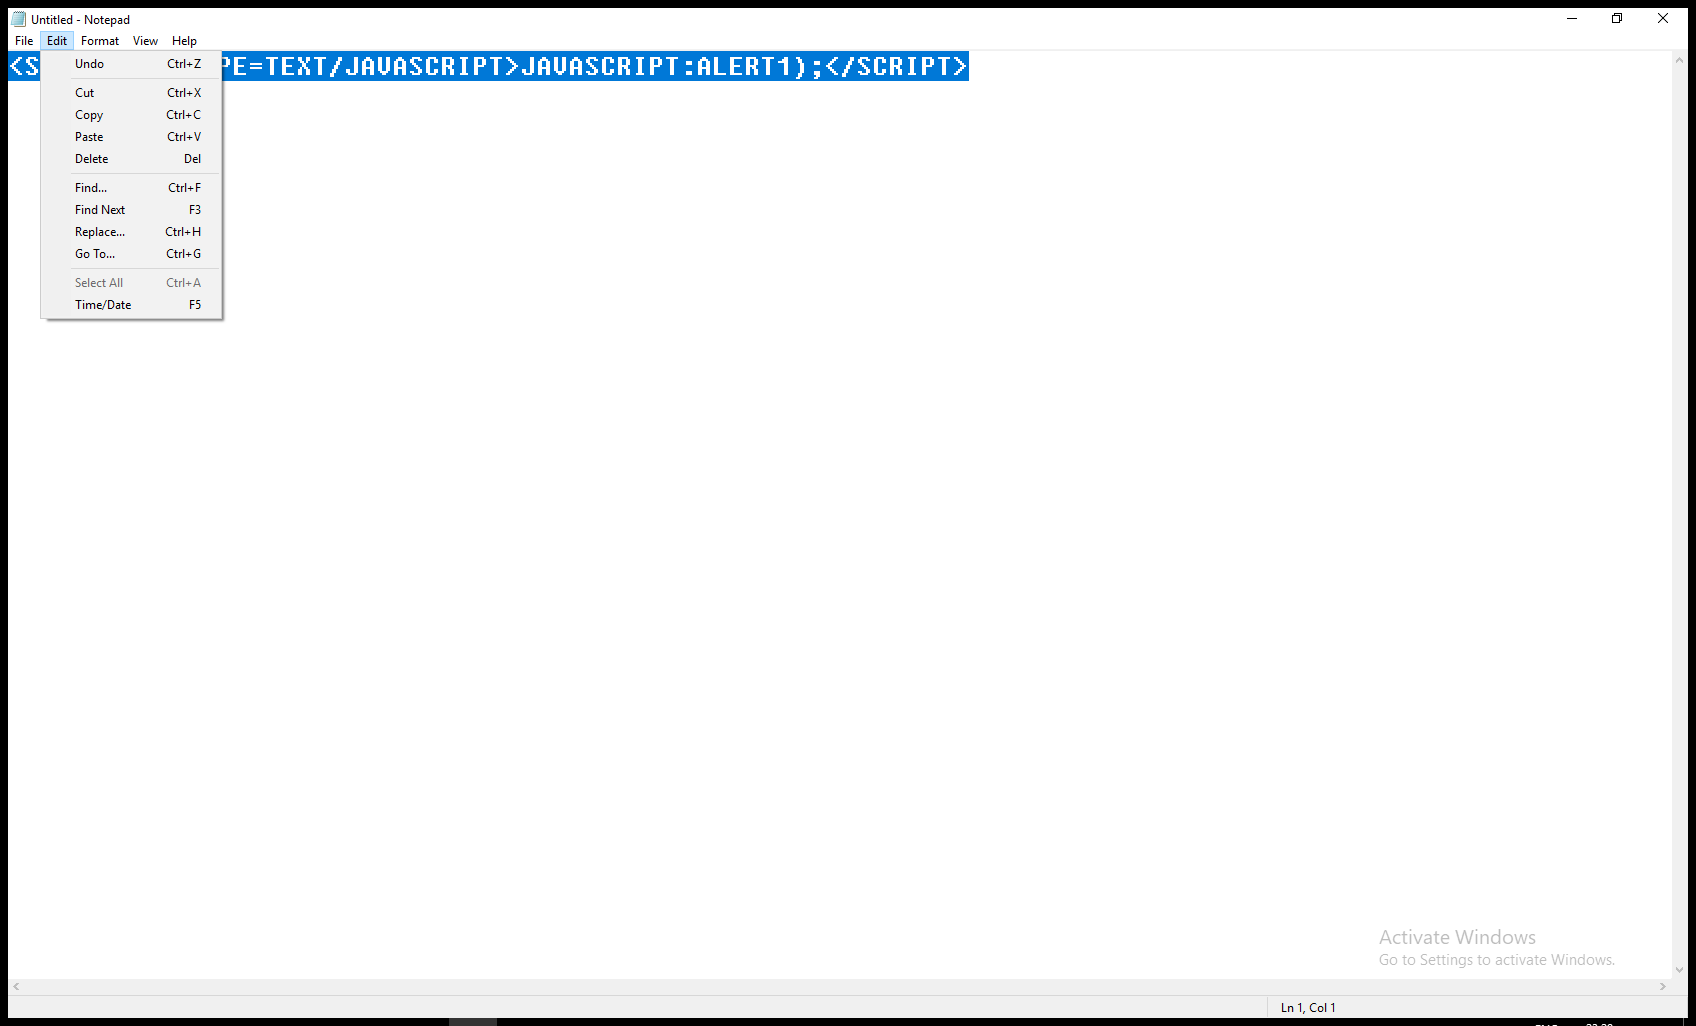 Untitled - Notepad
File Edit Format View Help
<S PE=TEXT/JAVASCRIPT>JAVASCRIPT:ALERT1);</SCRIPT>
Undo Ctrl+Z
Cut Ctrl+X
Copy Ctrl+C
Paste Ctrl+V
Delete Del
Find... Ctrl+F
Find Next F3
Replace... Ctrl+H
Go To... Ctrl+G
Select All Ctrl+A
Time/Date F5
Activate Windows
Go to Settings to activate Windows.
Ln 1, Col 1